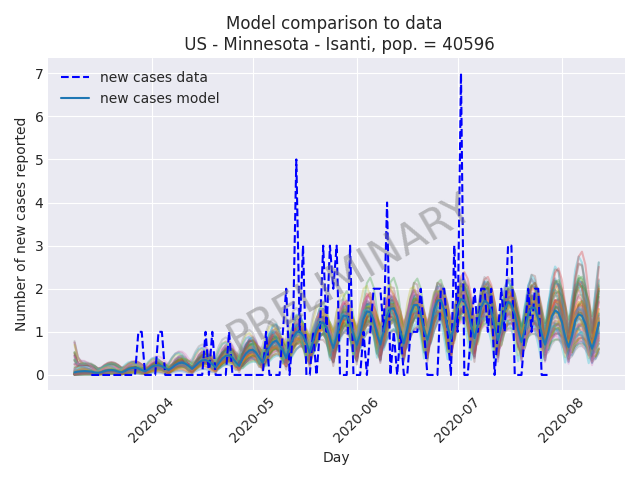 Model comparison to data
US - Minnesota - Isanti, pop. = 40596
new cases data
new cases model
PRELIMINARY
Number of new cases reported
7
6
5
4
3
2
1
0
2020-04
2020-05
2020-06
2020-07
2020-08
Day